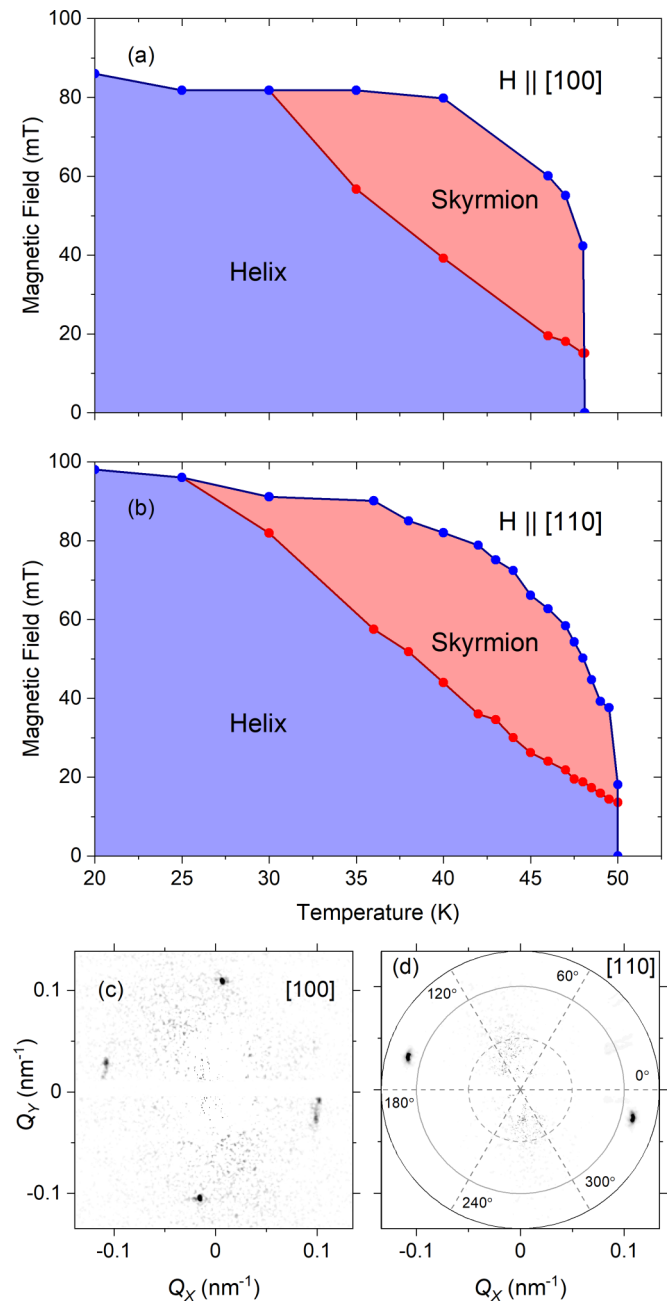 (a)
H || [100]
Skyrmion
Helix
Magnetic Field (mT)
100
80
60
40
20
0
(b)
H || [110]
Skyrmion
Helix
Magnetic Field (mT)
100
80
60
40
20
0
20 25 30 35 40 45 50
Temperature (K)
(c) [100]
Q_Y (nm⁻¹)
0.1
0
-0.1
-0.1 0 0.1
Q_X (nm⁻¹)
(d) [110]
120° 60°
180° 0°
240° 300°
-0.1 0 0.1
Q_X (nm⁻¹)